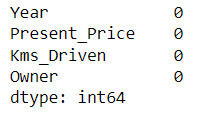 Year 0
Present_Price 0
Kms_Driven 0
Owner 0
dtype: int64